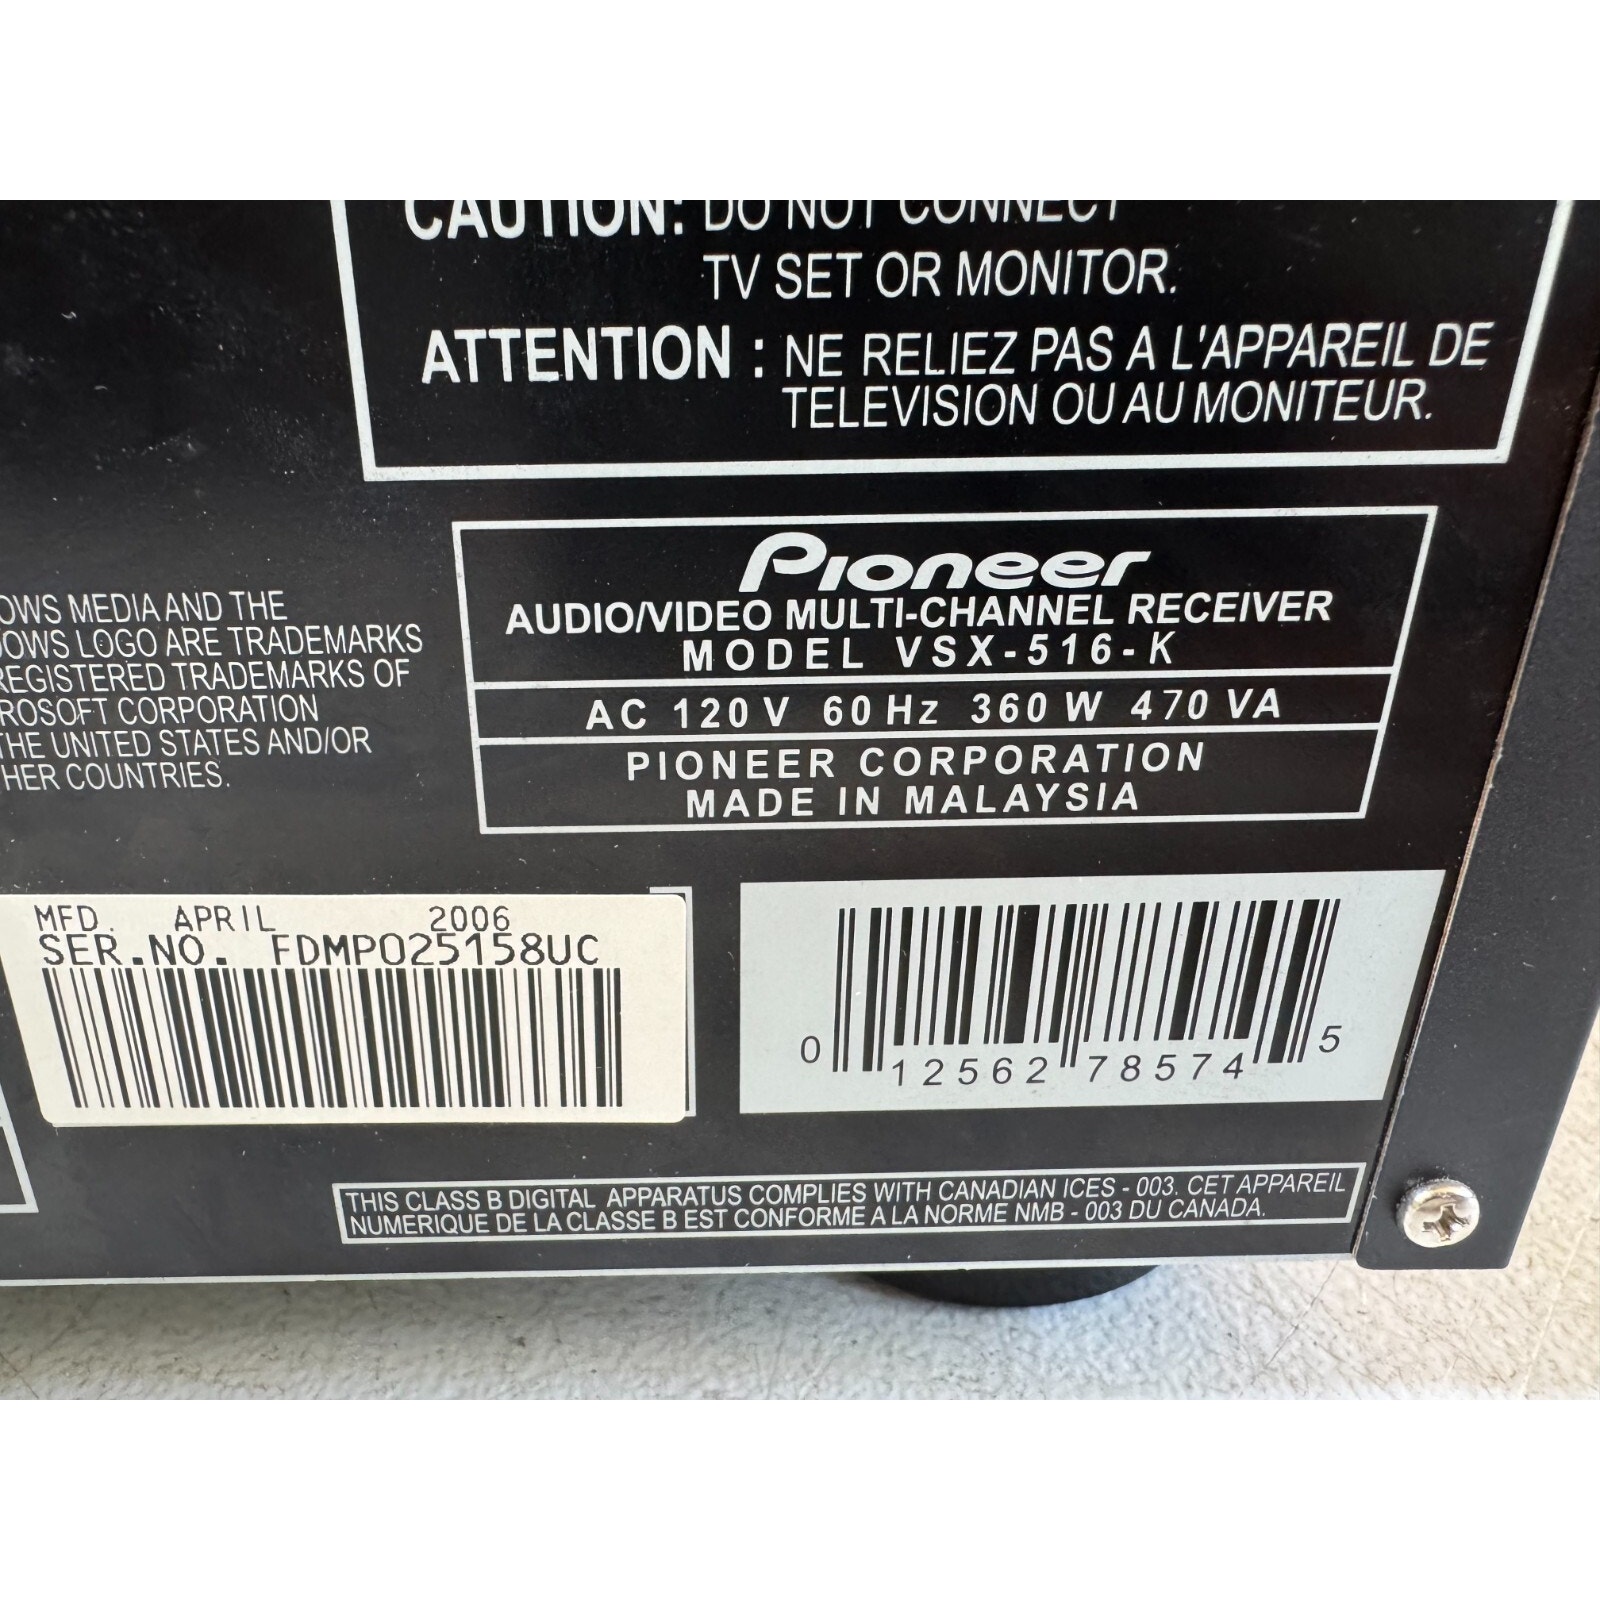 CAUTION: DO NOT CONNECT
TV SET OR MONITOR.
ATTENTION : NE RELIEZ PAS A L'APPAREIL DE
TELEVISION OU AU MONITEUR.
OWS MEDIA AND THE
DOWS LOGO ARE TRADEMARKS
REGISTERED TRADEMARKS OF
ROSOFT CORPORATION
THE UNITED STATES AND/OR
HER COUNTRIES.
Pioneer
AUDIO/VIDEO MULTI-CHANNEL RECEIVER
MODEL VSX-516-K
AC 120 V 60 Hz 360 W 470 VA
PIONEER CORPORATION
MADE IN MALAYSIA
MFD. APRIL 2006
SER.NO. FDMP025158UC
0 12562 78574 5
THIS CLASS B DIGITAL APPARATUS COMPLIES WITH CANADIAN ICES - 003. CET APPAREIL
NUMERIQUE DE LA CLASSE B EST CONFORME A LA NORME NMB - 003 DU CANADA.